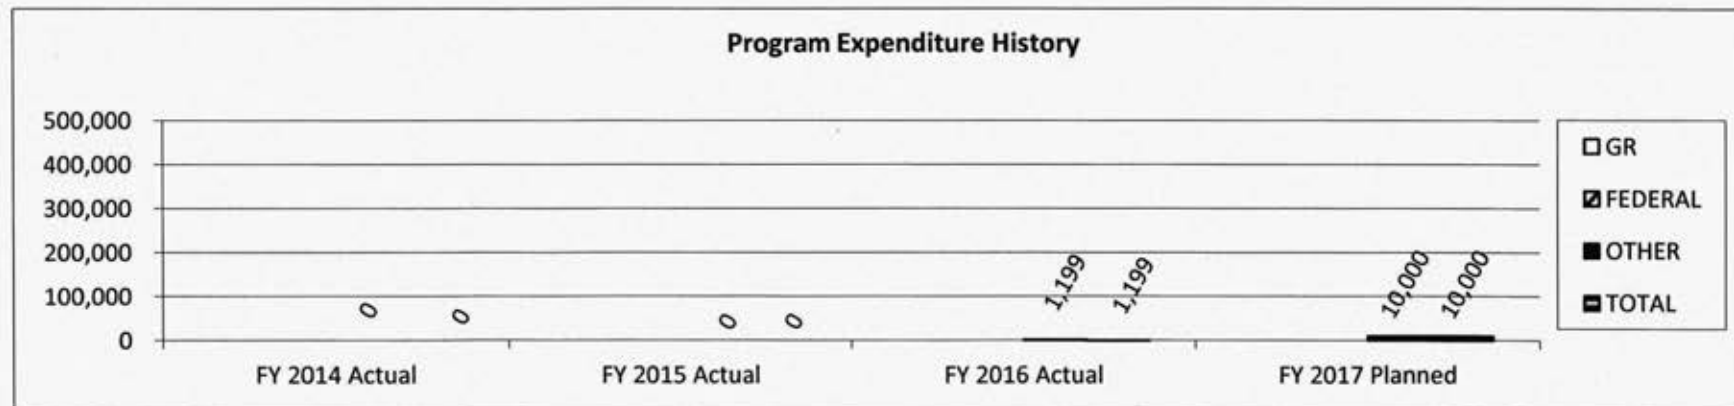 Program Expenditure History
500,000
400,000
300,000
200,000
100,000
0
0
0
0
0
1,199
1,199
10,000
10,000
FY 2014 Actual
FY 2015 Actual
FY 2016 Actual
FY 2017 Planned
GR
FEDERAL
OTHER
TOTAL